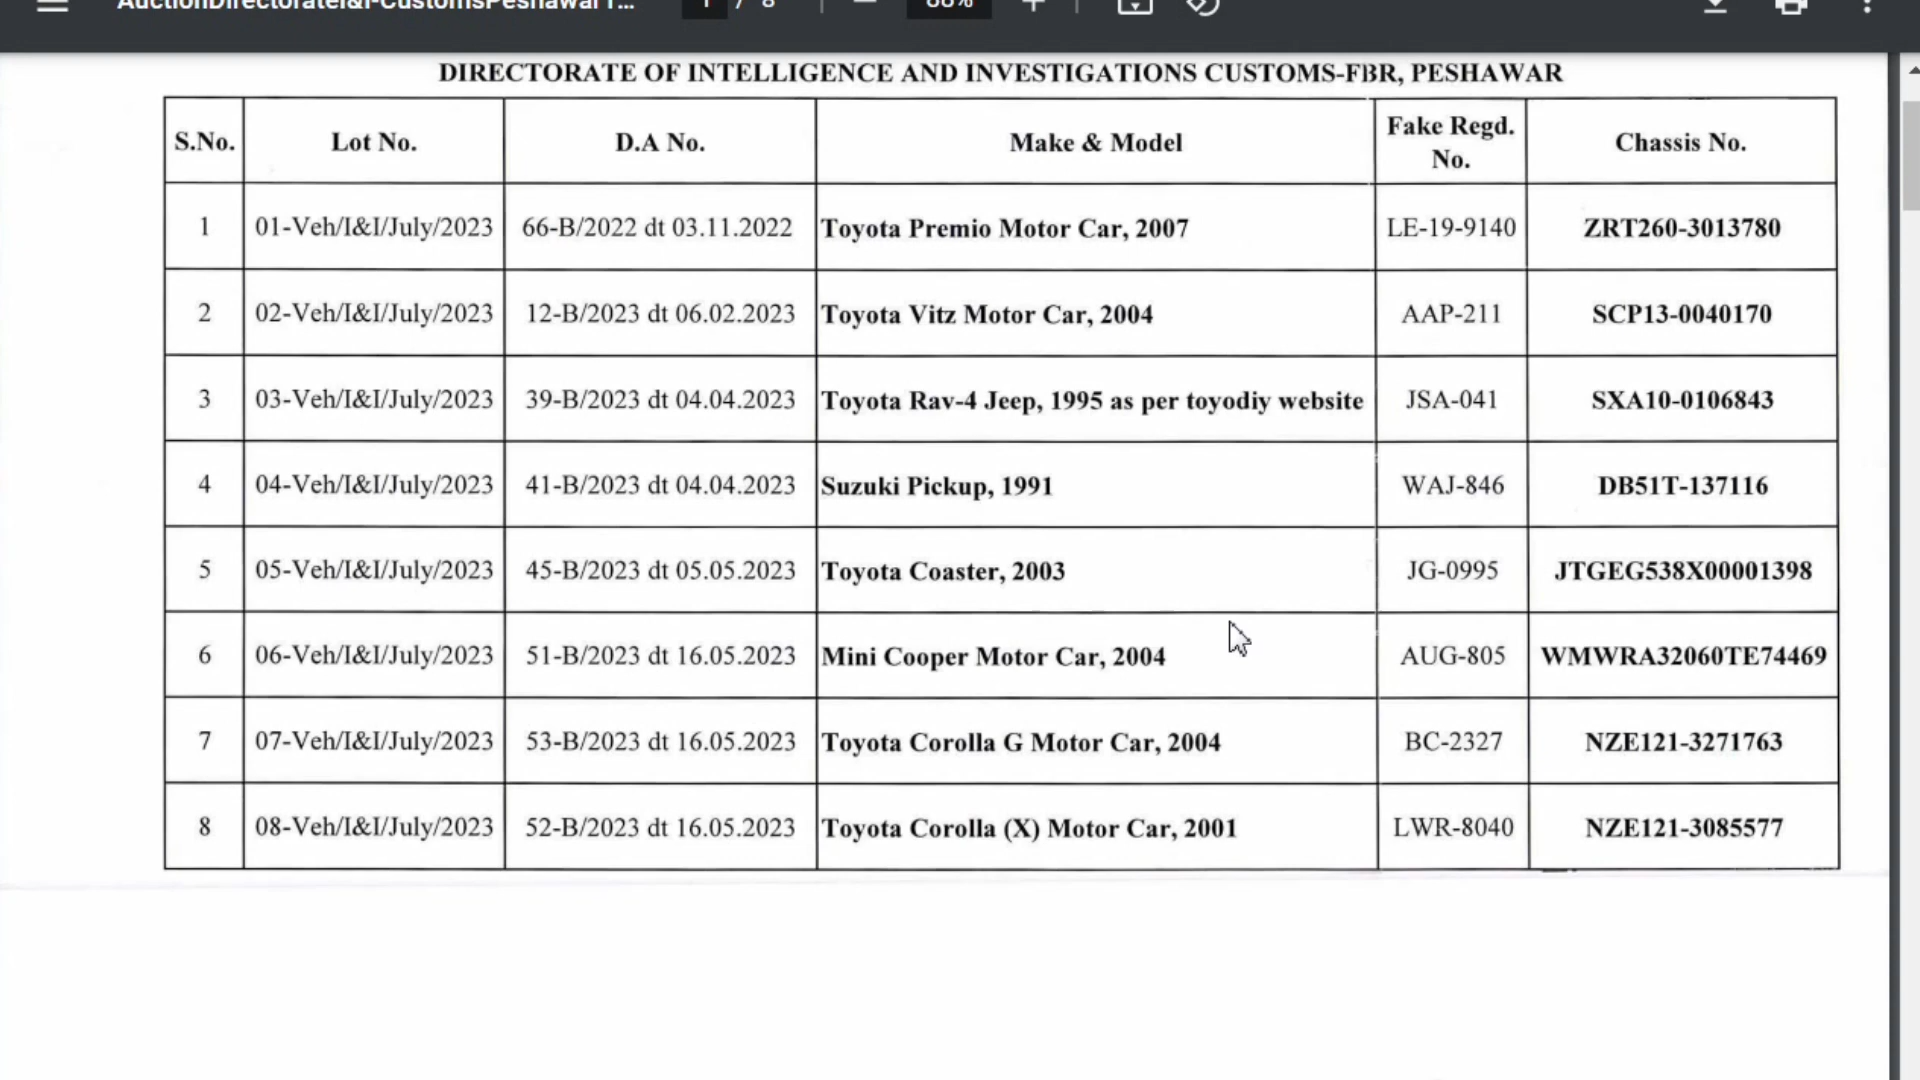 AuctionDirectorateI&I-CustomsPeshawar1...
1 / 8
DIRECTORATE OF INTELLIGENCE AND INVESTIGATIONS CUSTOMS-FBR, PESHAWAR
S.No. Lot No. D.A No. Make & Model Fake Regd. No. Chassis No.
1 01-Veh/I&I/July/2023 66-B/2022 dt 03.11.2022 Toyota Premio Motor Car, 2007 LE-19-9140 ZRT260-3013780
2 02-Veh/I&I/July/2023 12-B/2023 dt 06.02.2023 Toyota Vitz Motor Car, 2004 AAP-211 SCP13-0040170
3 03-Veh/I&I/July/2023 39-B/2023 dt 04.04.2023 Toyota Rav-4 Jeep, 1995 as per toyodiy website JSA-041 SXA10-0106843
4 04-Veh/I&I/July/2023 41-B/2023 dt 04.04.2023 Suzuki Pickup, 1991 WAJ-846 DB51T-137116
5 05-Veh/I&I/July/2023 45-B/2023 dt 05.05.2023 Toyota Coaster, 2003 JG-0995 JTGEG538X00001398
6 06-Veh/I&I/July/2023 51-B/2023 dt 16.05.2023 Mini Cooper Motor Car, 2004 AUG-805 WMWRA32060TE74469
7 07-Veh/I&I/July/2023 53-B/2023 dt 16.05.2023 Toyota Corolla G Motor Car, 2004 BC-2327 NZE121-3271763
8 08-Veh/I&I/July/2023 52-B/2023 dt 16.05.2023 Toyota Corolla (X) Motor Car, 2001 LWR-8040 NZE121-3085577